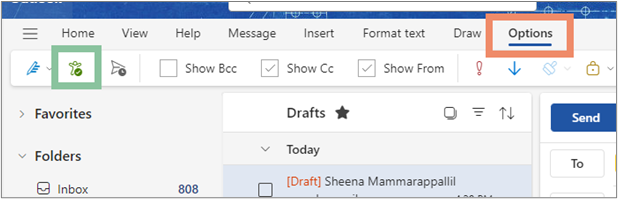 Home View Help Message Insert Format text Draw Options
Show Bcc Show Cc Show From
Favorites Drafts
Send
Folders Today
To
Inbox 808 [Draft] Sheena Mammarappallil